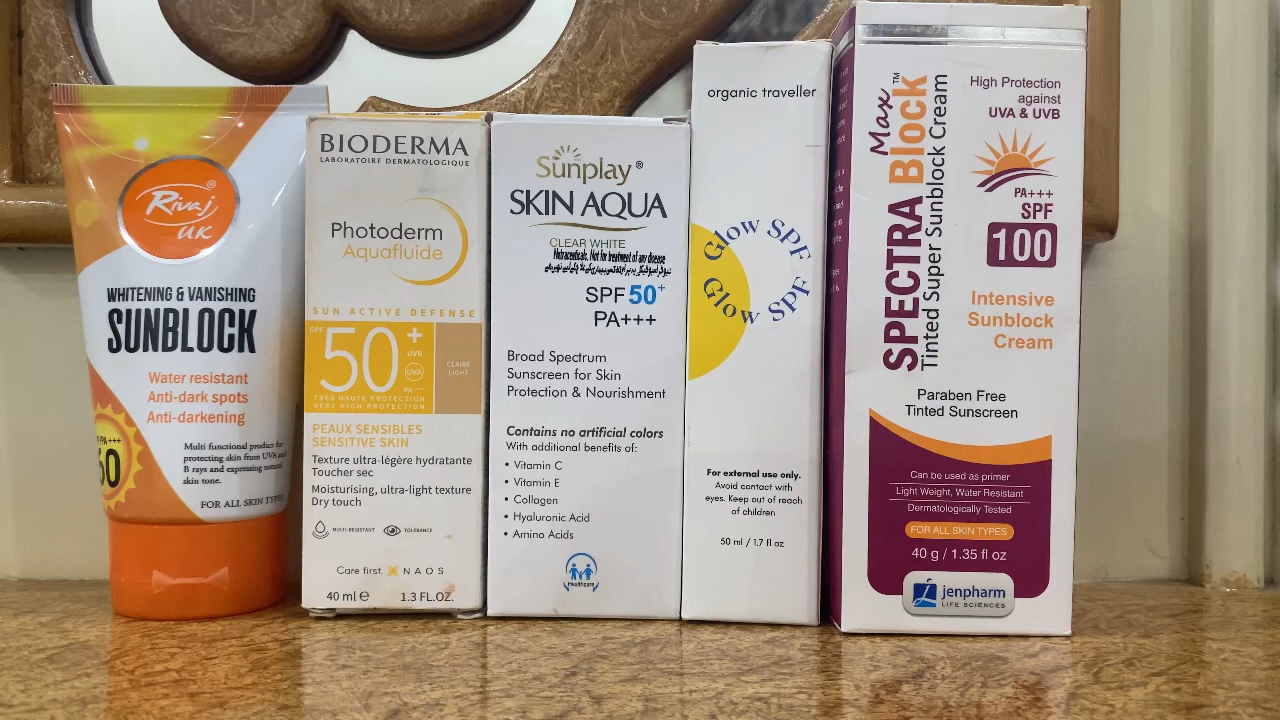 Rivaj®
UK
WHITENING & VANISHING
SUNBLOCK
Water resistant
Anti-dark spots
Anti-darkening
PA+++
60
Multi functional product for
protecting skin from UVA and
B rays and expressing natural
skin tone.
FOR ALL SKIN TYPES
BIODERMA
LABORATOIRE DERMATOLOGIQUE
Photoderm
Aquafluide
SUN ACTIVE DEFENSE
SPF 50+
UVB
UVA
PA++++
CLAIRE
LIGHT
TRÈS HAUTE PROTECTION
VERY HIGH PROTECTION
PEAUX SENSIBLES
SENSITIVE SKIN
Texture ultra-légère hydratante
Toucher sec
Moisturising, ultra-light texture
Dry touch
MULTI-RESISTANT TOLERANCE
Care first. NAOS
40 ml e 1.3 FL.OZ.
Sunplay®
SKIN AQUA
CLEAR WHITE
Nutraceuticals. Not for treatment of any disease
SPF 50+
PA+++
Broad Spectrum
Sunscreen for Skin
Protection & Nourishment
Contains no artificial colors
With additional benefits of:
• Vitamin C
• Vitamin E
• Collagen
• Hyaluronic Acid
• Amino Acids
Healthcare
organic traveller
Glow SPF
Glow SPF
For external use only.
Avoid contact with
eyes. Keep out of reach
of children
50 ml / 1.7 fl oz
SPECTRA Block™ Max
Tinted Super Sunblock Cream
High Protection
against
UVA & UVB
PA+++
SPF
100
Intensive
Sunblock
Cream
Paraben Free
Tinted Sunscreen
Can be used as primer
Light Weight, Water Resistant
Dermatologically Tested
FOR ALL SKIN TYPES
40 g / 1.35 fl oz
jenpharm
LIFE SCIENCES